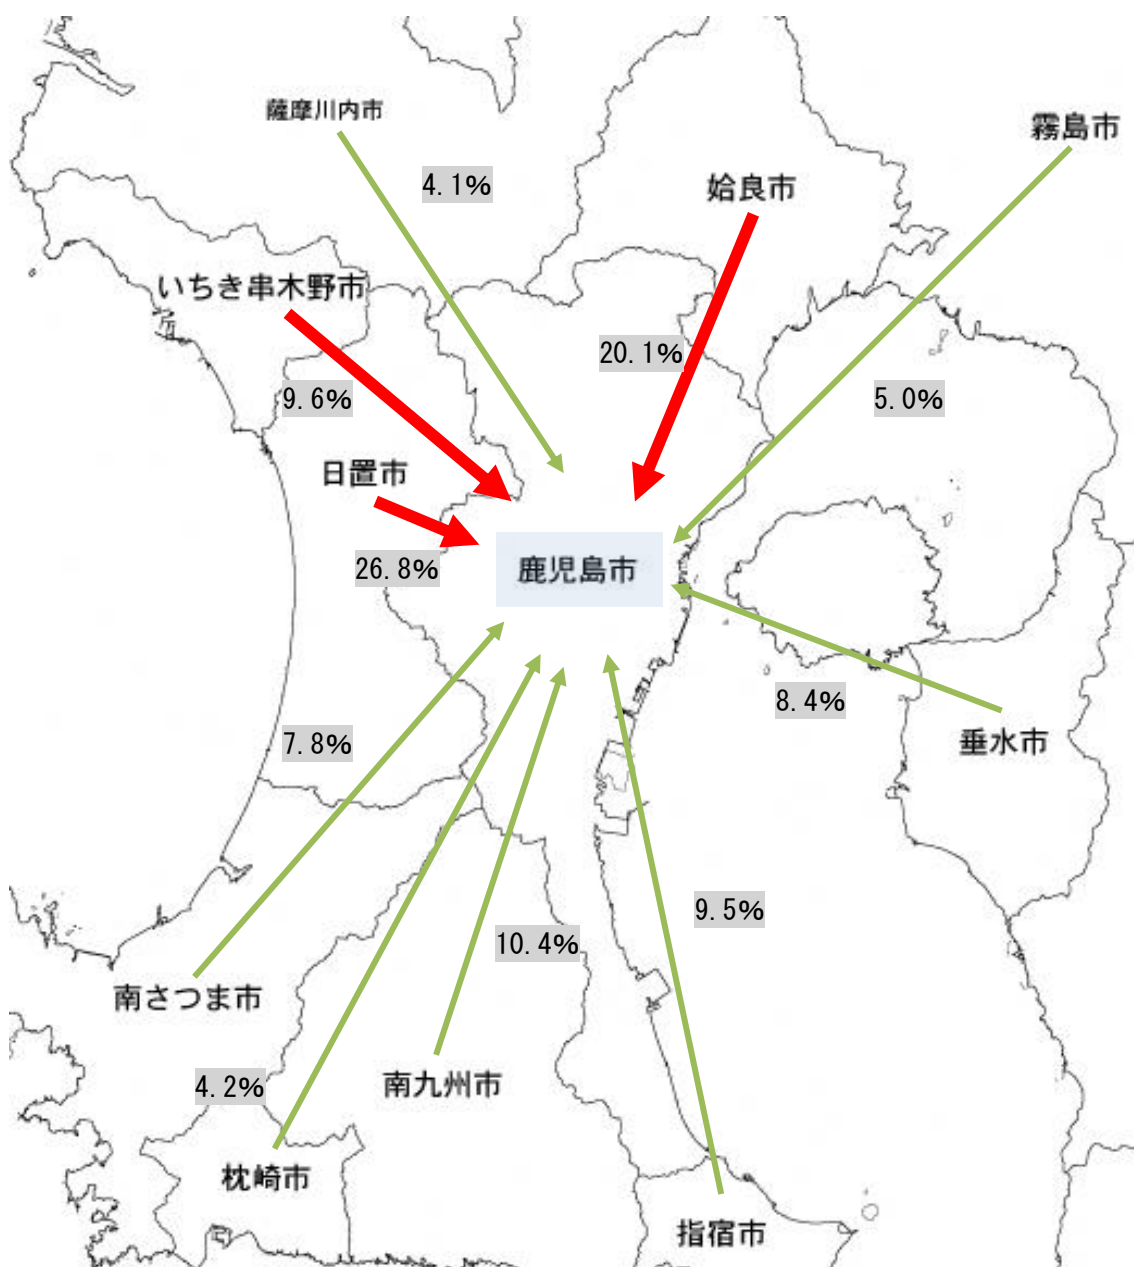 薩摩川内市
霧島市
4.1%
姶良市
いちき串木野市
20.1%
9.6%
5.0%
日置市
26.8%
鹿児島市
8.4%
7.8%
垂水市
9.5%
10.4%
南さつま市
4.2%
南九州市
枕崎市
指宿市